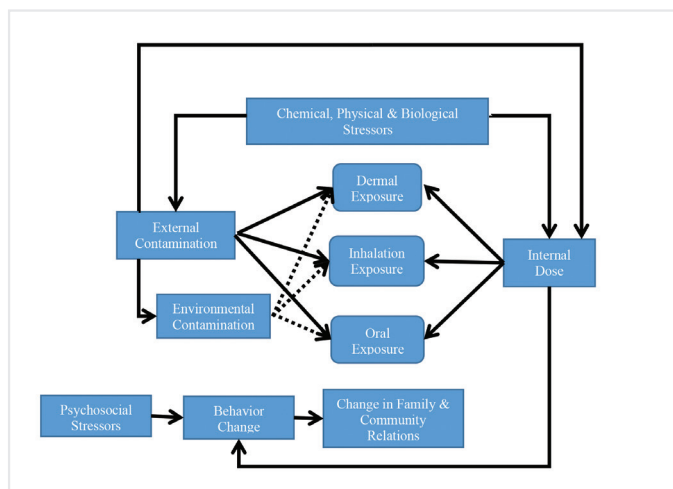 Chemical, Physical & Biological
Stressors
Dermal
Exposure
External
Contamination
Inhalation
Exposure
Internal
Dose
Environmental
Contamination
Oral
Exposure
Psychosocial
Stressors
Behavior
Change
Change in Family &
Community
Relations